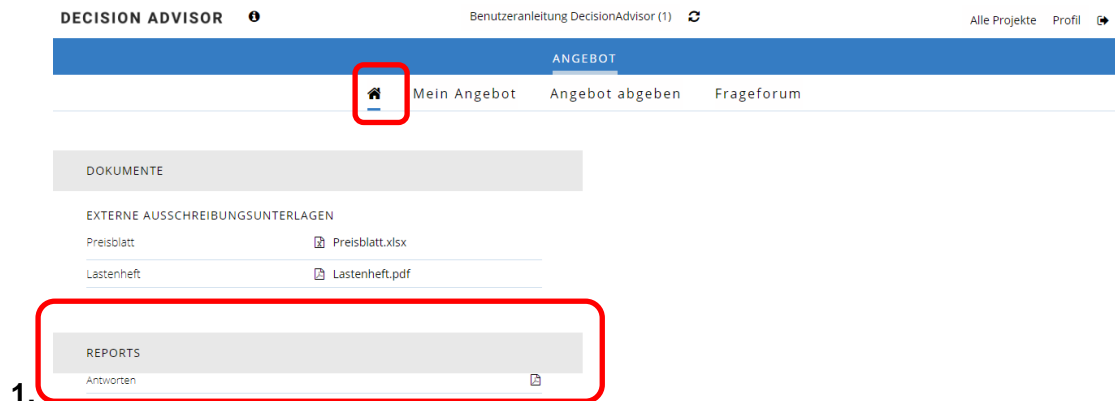 DECISION ADVISOR Benutzeranleitung DecisionAdvisor (1) Alle Projekte Profil
ANGEBOT
Mein Angebot Angebot abgeben Frageforum
DOKUMENTE
EXTERNE AUSSCHREIBUNGSUNTERLAGEN
Preisblatt Preisblatt.xlsx
Lastenheft Lastenheft.pdf
REPORTS
Antworten
1.